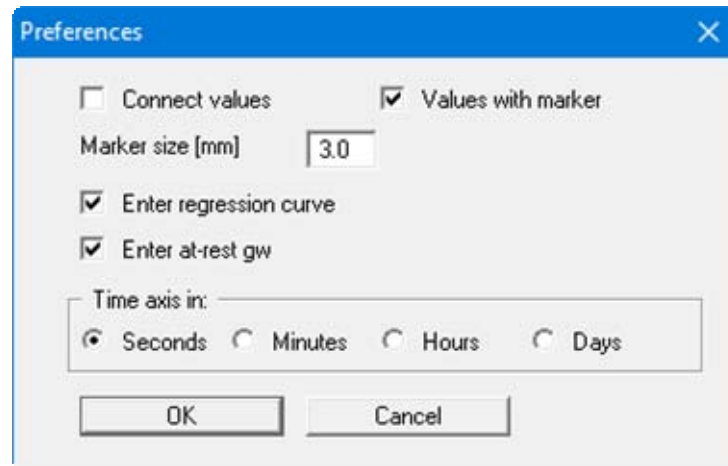 Preferences
Connect values Values with marker
Marker size [mm] 3.0
Enter regression curve
Enter at-rest gw
Time axis in:
Seconds Minutes Hours Days
OK Cancel